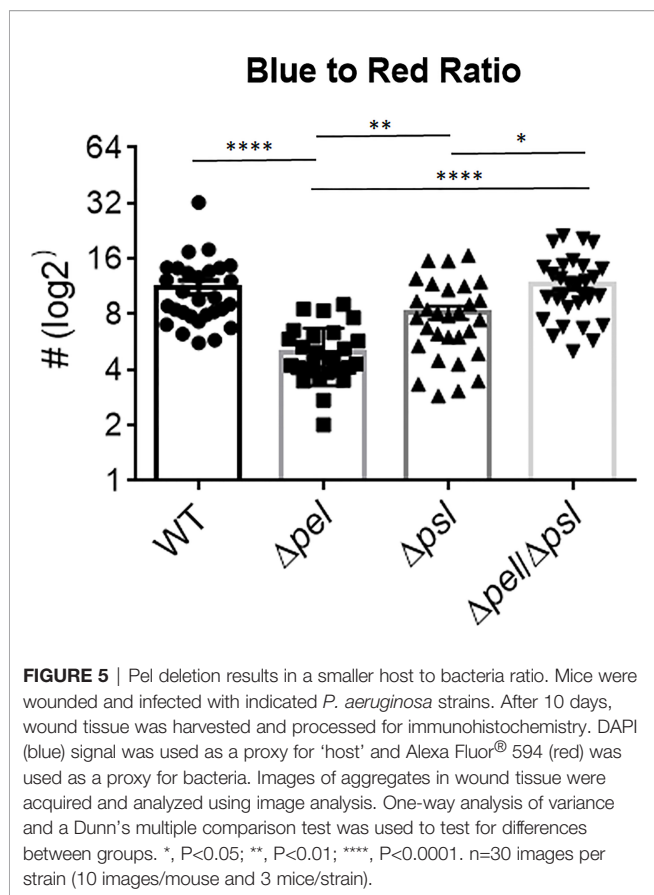 Blue to Red Ratio
**
****
*
****
64
32
16
8
4
2
1
# (log2)
WT
Δpel
Δpsl
Δpel/Δpsl
FIGURE 5 | Pel deletion results in a smaller host to bacteria ratio. Mice were
wounded and infected with indicated P. aeruginosa strains. After 10 days,
wound tissue was harvested and processed for immunohistochemistry. DAPI
(blue) signal was used as a proxy for ‘host’ and Alexa Fluor® 594 (red) was
used as a proxy for bacteria. Images of aggregates in wound tissue were
acquired and analyzed using image analysis. One-way analysis of variance
and a Dunn’s multiple comparison test was used to test for differences
between groups. *, P<0.05; **, P<0.01; ****, P<0.0001. n=30 images per
strain (10 images/mouse and 3 mice/strain).